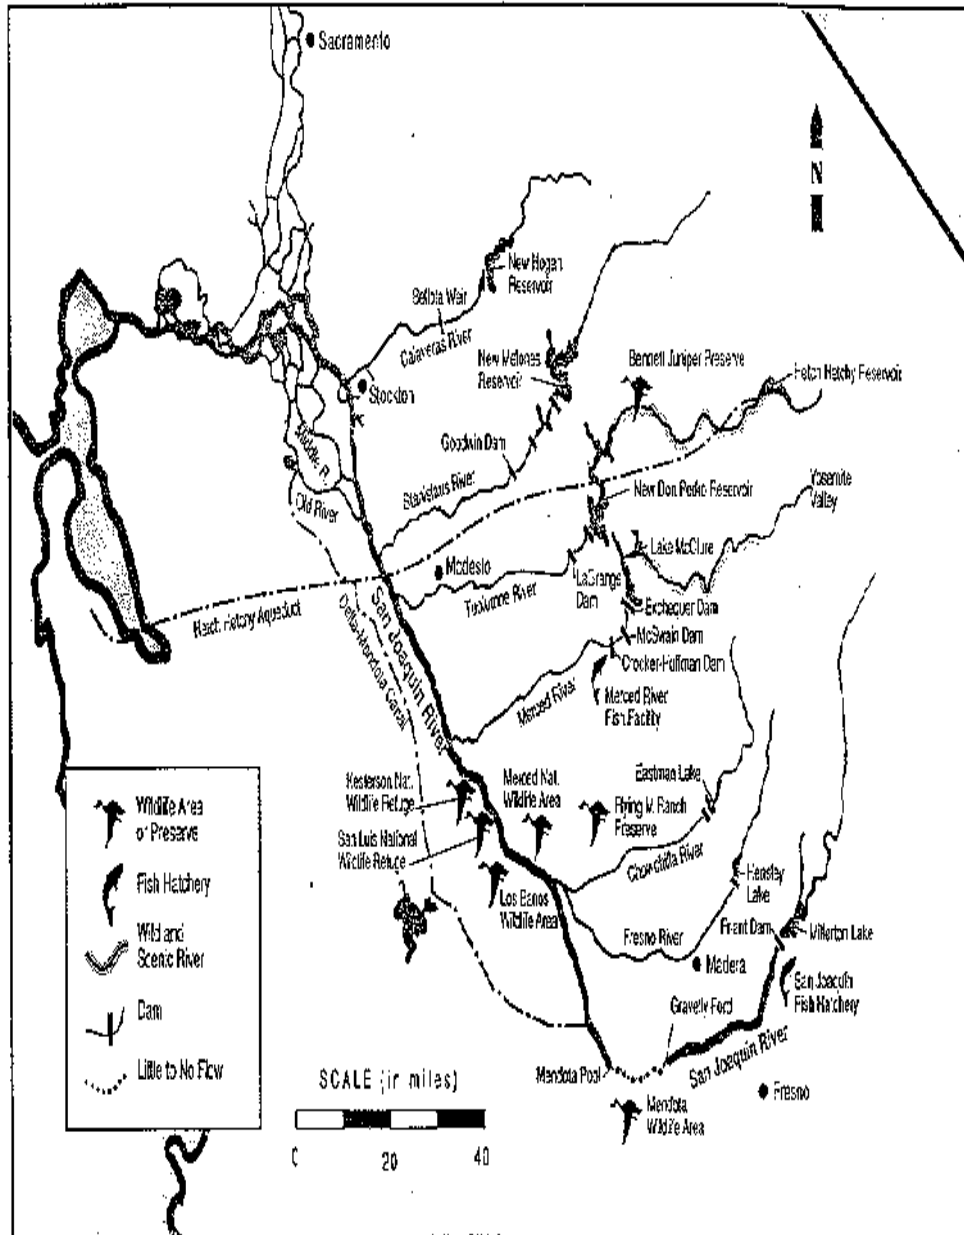 Sacramento
N
New Hogan
Reservoir
Bellota Weir
Calaveras River
New Melones
Reservoir
Bennett Juniper Preserve
Hetch Hetchy Reservoir
Stockton
Goodwin Dam
Middle R.
Stanislaus River
Old River
New Don Pedro Reservoir
Yosemite
Valley
Lake McClure
Modesto
Tuolumne River
LaGrange
Dam
Exchequer Dam
Hetch Hetchy Aqueduct
McSwain Dam
Crocker-Huffman Dam
San Joaquin River
Delta-Mendota Canal
Merced River
Merced River
Fish Facility
Eastman Lake
Kesterson Nat.
Wildlife Refuge
Merced Nat.
Wildlife Area
Flying M Ranch
Preserve
San Luis National
Wildlife Refuge
Chowchilla River
Hensley
Lake
Los Banos
Wildlife Area
Fresno River
Friant Dam
Millerton Lake
Madera
San Joaquin
Fish Hatchery
Gravelly Ford
San Joaquin River
Mendota Pool
Fresno
Mendota
Wildlife Area
Wildlife Area
or Preserve
Fish Hatchery
Wild and
Scenic River
Dam
Little to No Flow
SCALE (in miles)
0 20 40